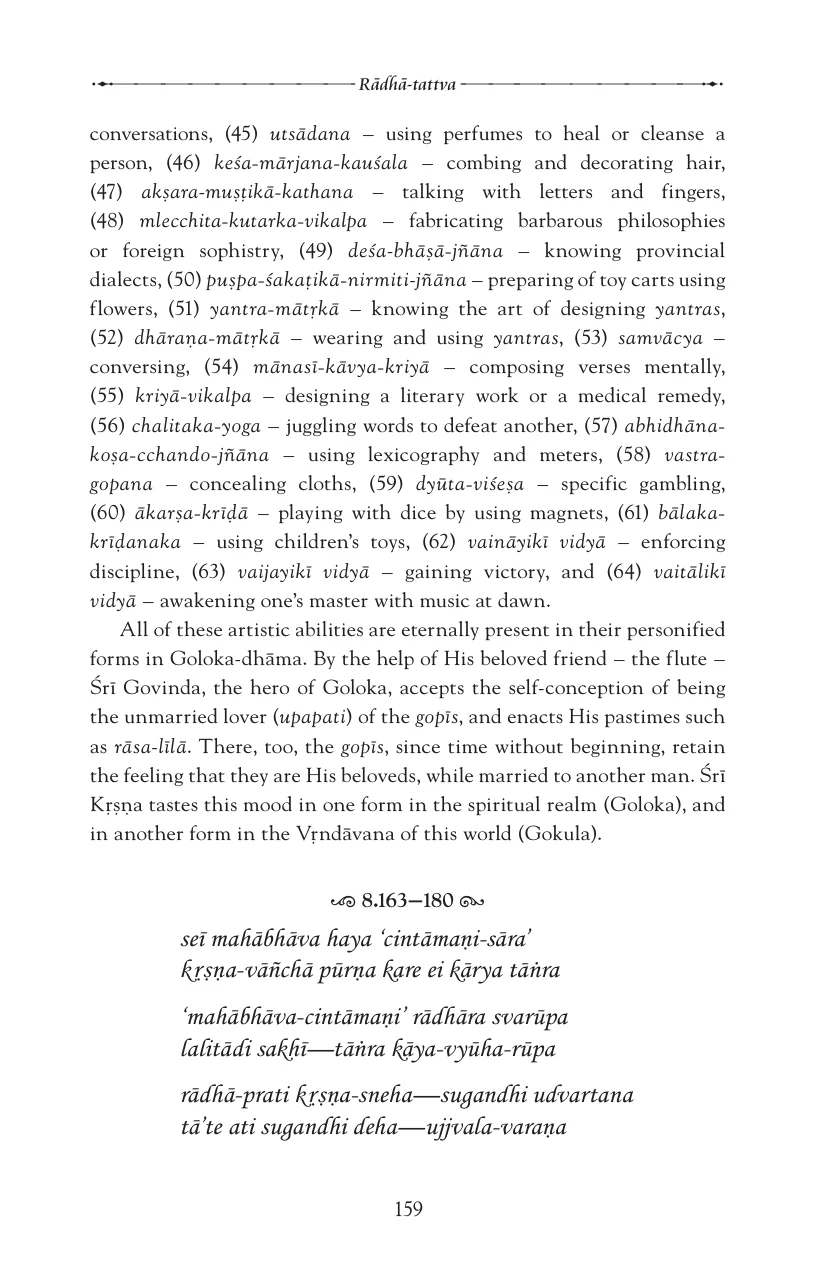 Rādhā-tattva
conversations, (45) utsādana – using perfumes to heal or cleanse a
person, (46) keśa-mārjana-kauśala – combing and decorating hair,
(47) akṣara-muṣṭikā-kathana – talking with letters and fingers,
(48) mlecchita-kutarka-vikalpa – fabricating barbarous philosophies
or foreign sophistry, (49) deśa-bhāṣā-jñāna – knowing provincial
dialects, (50) puṣpa-śakaṭikā-nirmiti-jñāna – preparing of toy carts using
flowers, (51) yantra-mātṛkā – knowing the art of designing yantras,
(52) dhāraṇa-mātṛkā – wearing and using yantras, (53) samvācya –
conversing, (54) mānasī-kāvya-kriyā – composing verses mentally,
(55) kriyā-vikalpa – designing a literary work or a medical remedy,
(56) chalitaka-yoga – juggling words to defeat another, (57) abhidhāna-
koṣa-cchando-jñāna – using lexicography and meters, (58) vastra-
gopana – concealing cloths, (59) dyūta-viśeṣa – specific gambling,
(60) ākarṣa-krīḍā – playing with dice by using magnets, (61) bālaka-
krīḍanaka – using children’s toys, (62) vaināyikī vidyā – enforcing
discipline, (63) vaijayikī vidyā – gaining victory, and (64) vaitālikī
vidyā – awakening one’s master with music at dawn.
All of these artistic abilities are eternally present in their personified
forms in Goloka-dhāma. By the help of His beloved friend – the flute –
Śrī Govinda, the hero of Goloka, accepts the self-conception of being
the unmarried lover (upapati) of the gopīs, and enacts His pastimes such
as rāsa-līlā. There, too, the gopīs, since time without beginning, retain
the feeling that they are His beloveds, while married to another man. Śrī
Kṛṣṇa tastes this mood in one form in the spiritual realm (Goloka), and
in another form in the Vṛndāvana of this world (Gokula).
8.163–180
seī mahābhāva haya ‘cintāmaṇi-sāra’
kṛṣṇa-vāñchā pūrṇa kare ei kārya tāṅra
‘mahābhāva-cintāmaṇi’ rādhāra svarūpa
lalitādi sakhī—tāṅra kāya-vyūha-rūpa
rādhā-prati kṛṣṇa-sneha—sugandhi udvartana
tā’te ati sugandhi deha—ujjvala-varaṇa
159